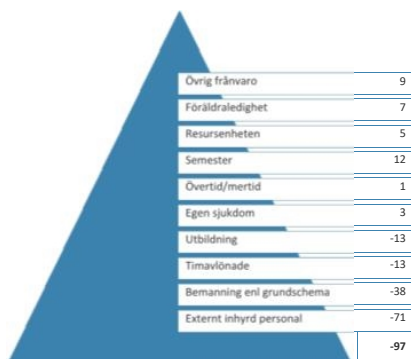 Övrig frånvaro 9
Föräldraledighet 7
Resursenheten 5
Semester 12
Övertid/mertid 1
Egen sjukdom 3
Utbildning -13
Timavlönade -13
Bemanning enl grundschema -38
Externt inhyrd personal -71
-97